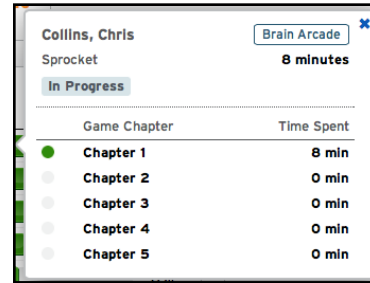 Collins, Chris Brain Arcade
Sprocket 8 minutes
In Progress
Game Chapter Time Spent
Chapter 1 8 min
Chapter 2 0 min
Chapter 3 0 min
Chapter 4 0 min
Chapter 5 0 min